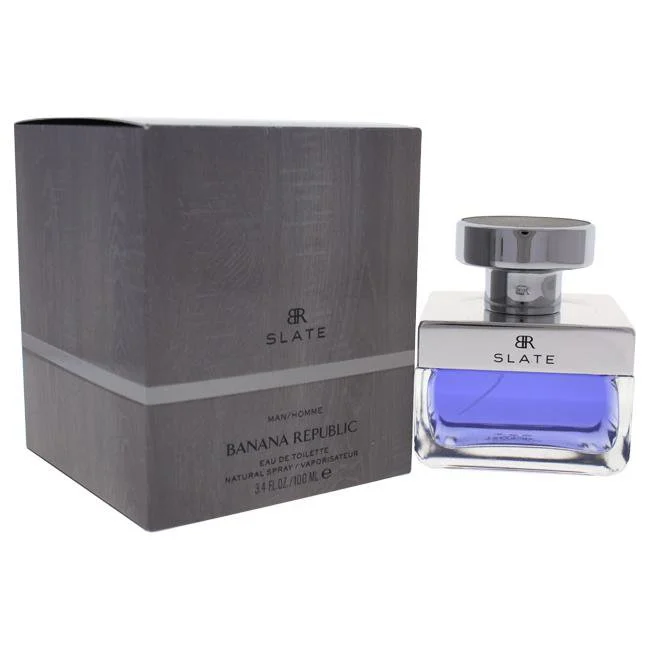 BR
SLATE
MAN/HOMME
BANANA REPUBLIC
EAU DE TOILETTE
NATURAL SPRAY / VAPORISATEUR
3.4 FL.OZ./100 ML ℮
BR
SLATE